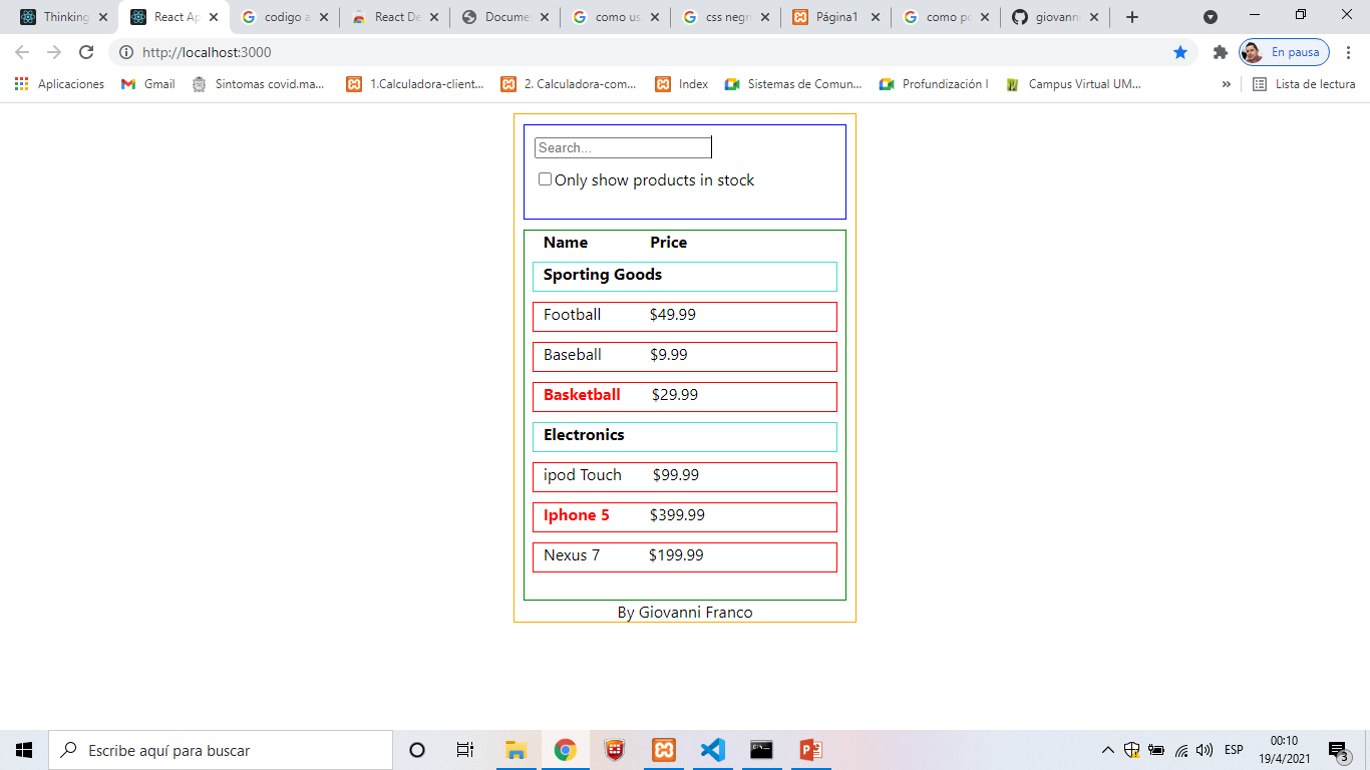 Thinking
React Ap
codigo a
React De
Docume
como us
css negr
Página1
como po
giovanni
http://localhost:3000
En pausa
Aplicaciones
Gmail
Sintomas covid.ma...
1.Calculadora-client...
2. Calculadora-com...
Index
Sistemas de Comun...
Profundización I
Campus Virtual UM...
»
Lista de lectura
Search...
Only show products in stock
Name Price
Sporting Goods
Football $49.99
Baseball $9.99
Basketball $29.99
Electronics
ipod Touch $99.99
Iphone 5 $399.99
Nexus 7 $199.99
By Giovanni Franco
Escribe aquí para buscar
ESP
00:10
19/4/2021
3